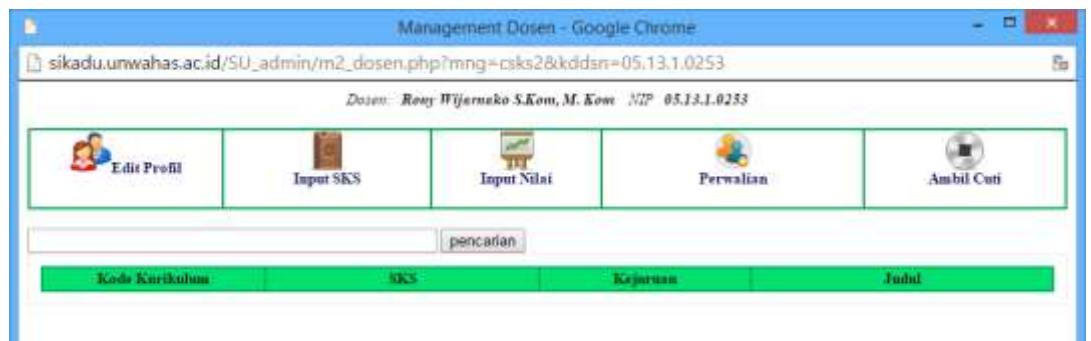 Management Dosen - Google Chrome
sikadu.unwahas.ac.id/SU_admin/m2_dosen.php?mng=csks2&kddsn=05.13.1.0253
Dosen: Rony Wijarnako S.Kom, M. Kom NIP 05.13.1.0253
Edit Profil Input SKS Input Nilai Perwalian Ambil Cuti
pencarian
Kode Kurikulum SKS Kejuruan Judul